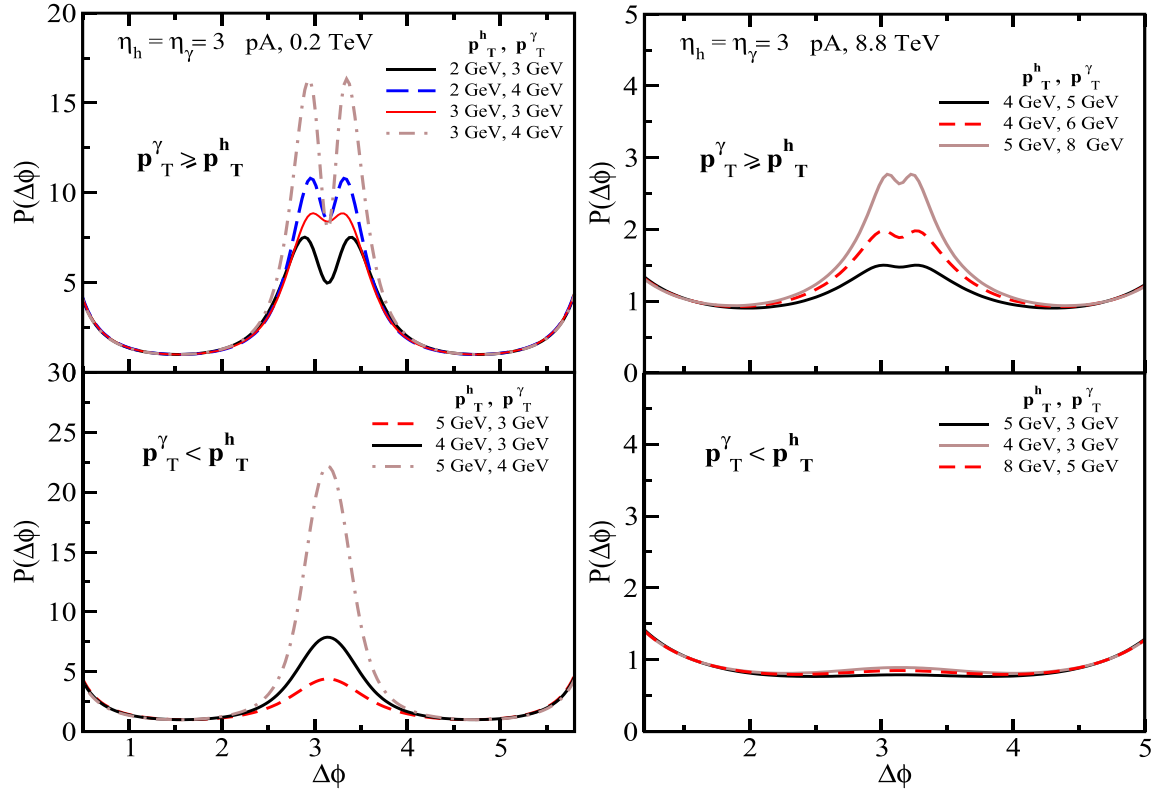 η_h = η_γ = 3 pA, 0.2 TeV
p^h_T, p^γ_T
2 GeV, 3 GeV
2 GeV, 4 GeV
3 GeV, 3 GeV
3 GeV, 4 GeV
p^γ_T ⩾ p^h_T
P(Δϕ)
20
15
10
5
η_h = η_γ = 3 pA, 8.8 TeV
p^h_T, p^γ_T
4 GeV, 5 GeV
4 GeV, 6 GeV
5 GeV, 8 GeV
p^γ_T ⩾ p^h_T
P(Δϕ)
5
4
3
2
1
0
p^h_T, p^γ_T
5 GeV, 3 GeV
4 GeV, 3 GeV
5 GeV, 4 GeV
p^γ_T < p^h_T
P(Δϕ)
30
25
20
15
10
5
0
1 2 3 4 5
Δϕ
p^h_T, p^γ_T
5 GeV, 3 GeV
4 GeV, 3 GeV
8 GeV, 5 GeV
p^γ_T < p^h_T
P(Δϕ)
4
3
2
1
0
2 3 4 5
Δϕ